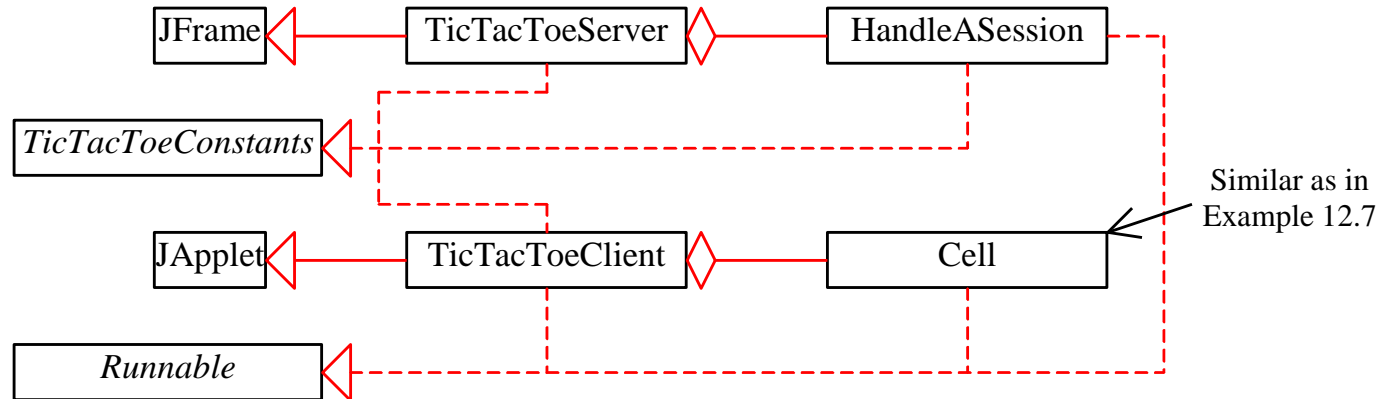 JFrame
TicTacToeServer
HandleASession
TicTacToeConstants
Similar as in
Example 12.7
JApplet
TicTacToeClient
Cell
Runnable